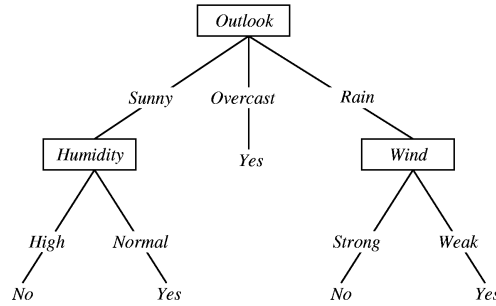 Outlook
Sunny Overcast Rain
Humidity Yes Wind
High Normal Strong Weak
No Yes No Yes